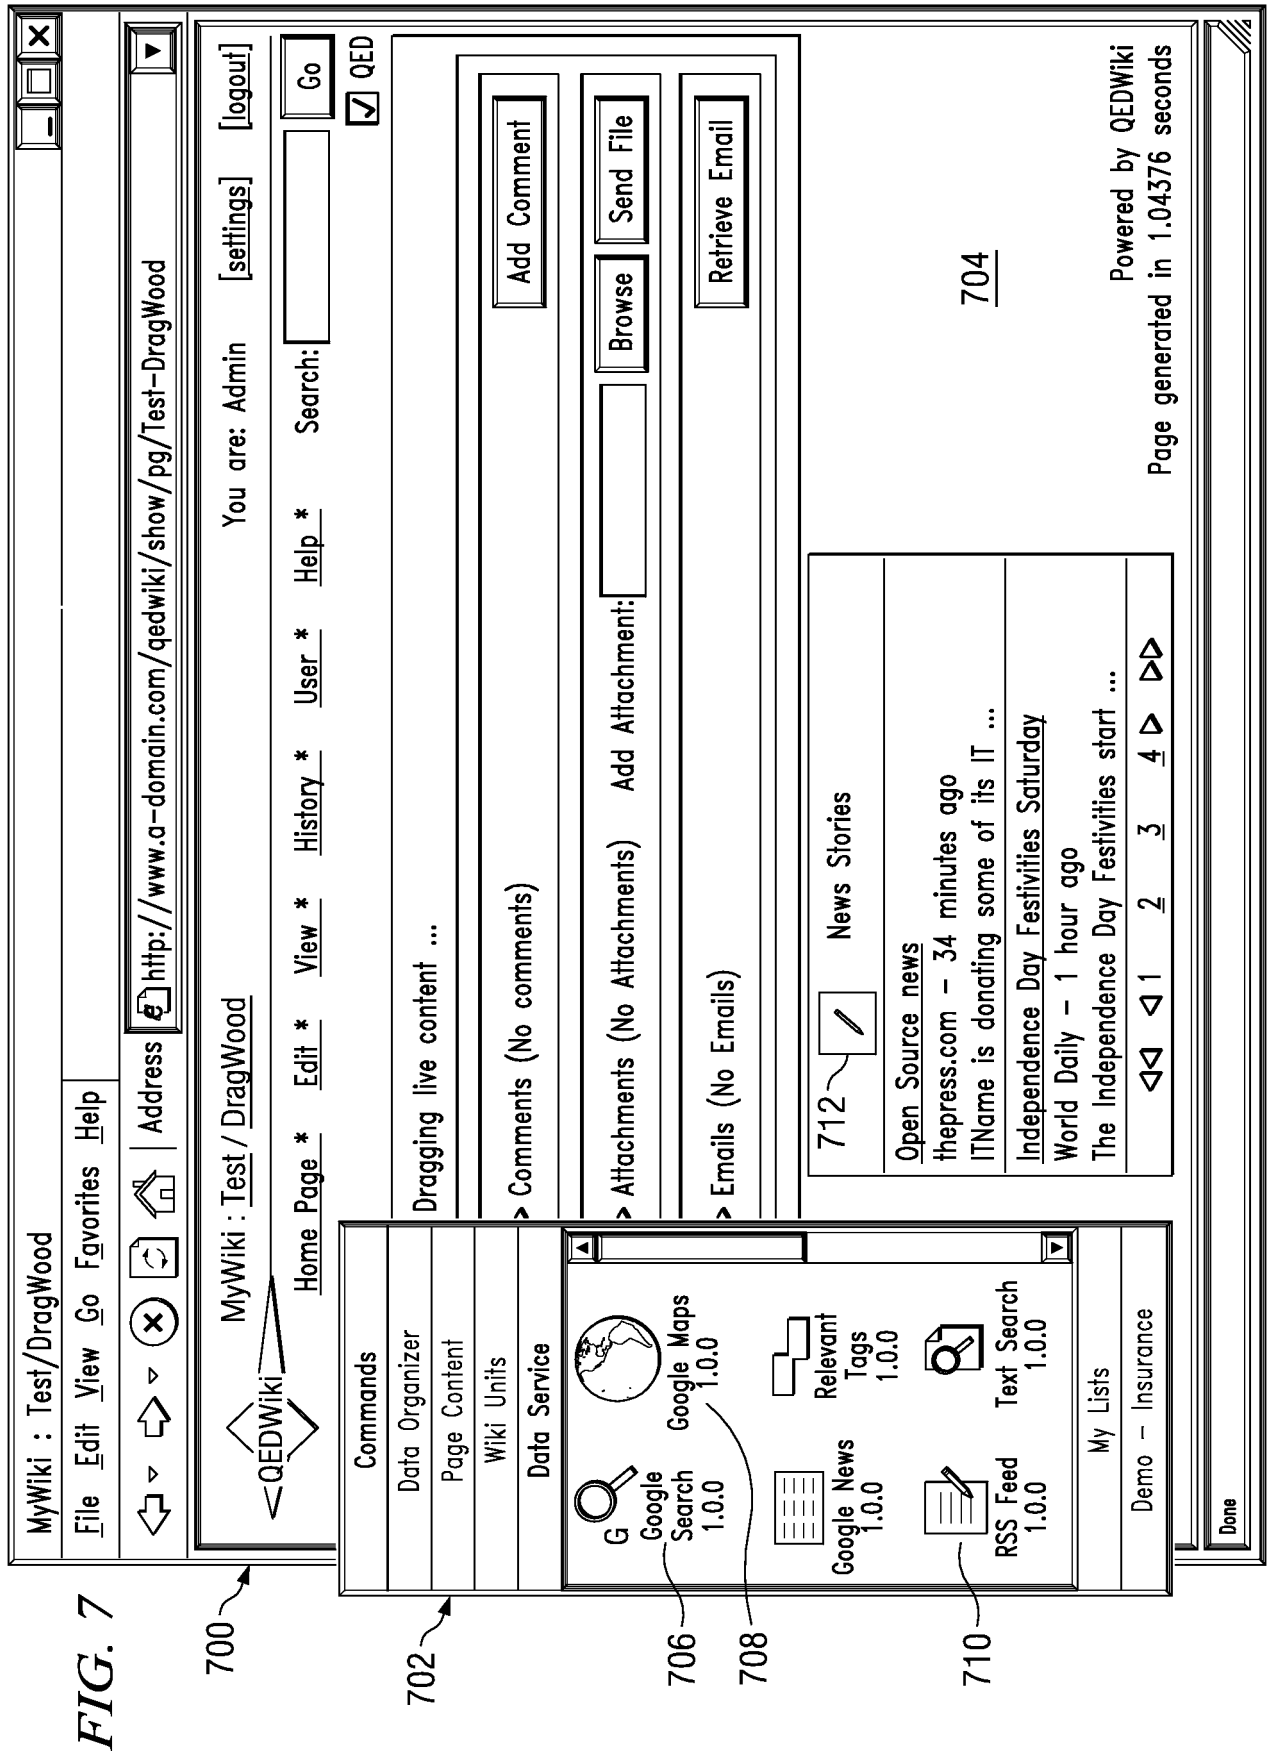 FIG. 7
MyWiki : Test/DragWood
File Edit View Go Favorites Help
Address http://www.a-domain.com/qedwiki/show/pg/Test-DragWood
QEDWiki
MyWiki : Test / DragWood You are: Admin [settings] [logout]
Home Page * Edit * View * History * User * Help * Search: Go
QED
Dragging live content ...
> Comments (No comments) Add Comment
> Attachments (No Attachments) Add Attachment: Browse Send File
> Emails (No Emails) Retrieve Email
700
702
Commands
Data Organizer
Page Content
Wiki Units
Data Service
G
Google
Search
1.0.0
Google Maps
1.0.0
Google News
1.0.0
Relevant
Tags
1.0.0
RSS Feed
1.0.0
Text Search
1.0.0
My Lists
Demo - Insurance
706
708
710
712
News Stories
Open Source news
thepress.com - 34 minutes ago
ITName is donating some of its IT ...
Independence Day Festivities Saturday
World Daily - 1 hour ago
The Independence Day Festivities start ...
1 2 3 4
704
Powered by QEDWiki
Page generated in 1.04376 seconds
Done